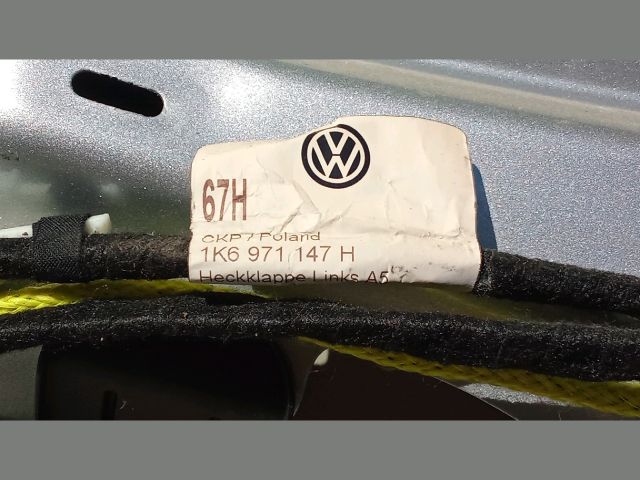 67H
CKP7 Poland
1K6 971 147 H
Heckklappe Links A5